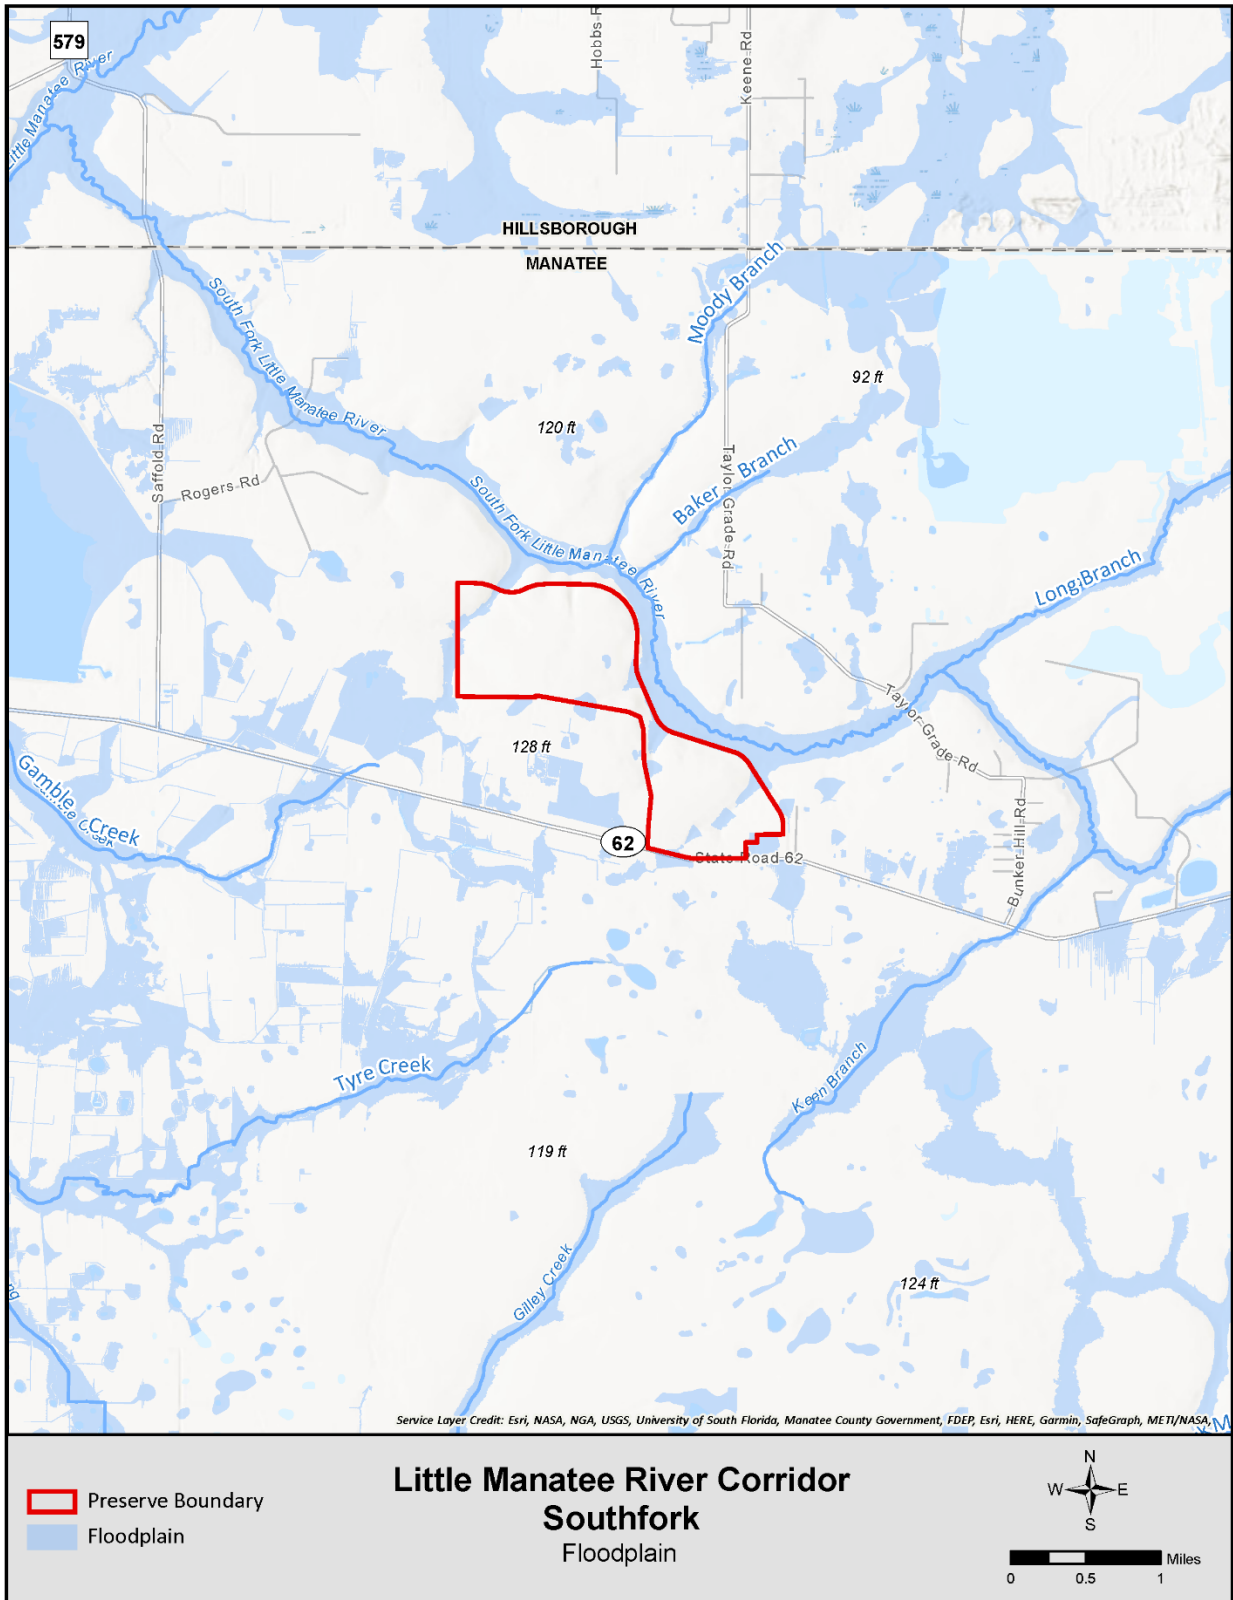 579
Hobbs R
Keene Rd
Little Manatee River
HILLSBOROUGH
MANATEE
Moody Branch
South Fork Little Manatee River
92 ft
120 ft
Saffold Rd
Rogers Rd
Taylor Grade Rd
Baker Branch
South Fork Little Manatee River
Long Branch
Taylor Grade Rd
128 ft
Gamble Creek
Gamble Creek
62
State Road 62
Bunker Hill Rd
Tyre Creek
Keen Branch
119 ft
Gilley Creek
124 ft
Service Layer Credit: Esri, NASA, NGA, USGS, University of South Florida, Manatee County Government, FDEP, Esri, HERE, Garmin, SafeGraph, METI/NASA,
Preserve Boundary
Floodplain
Little Manatee River Corridor
Southfork
Floodplain
N
W E
S
Miles
0 0.5 1